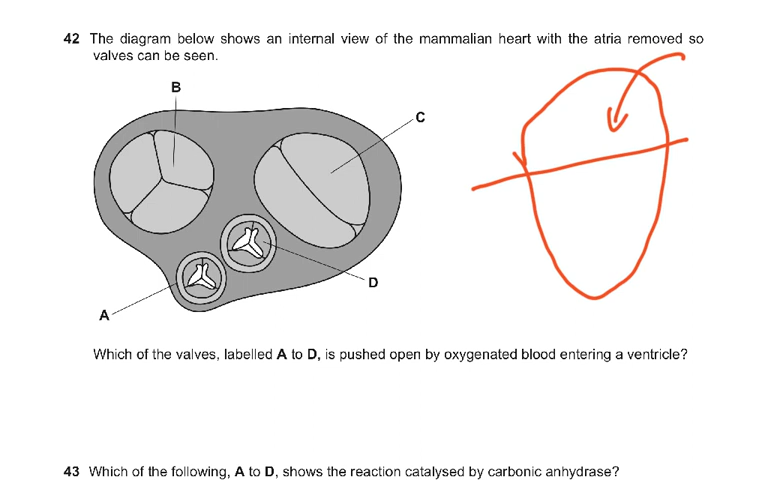 42 The diagram below shows an internal view of the mammalian heart with the atria removed so
valves can be seen.
B
C
D
A
Which of the valves, labelled A to D, is pushed open by oxygenated blood entering a ventricle?
43 Which of the following, A to D, shows the reaction catalysed by carbonic anhydrase?